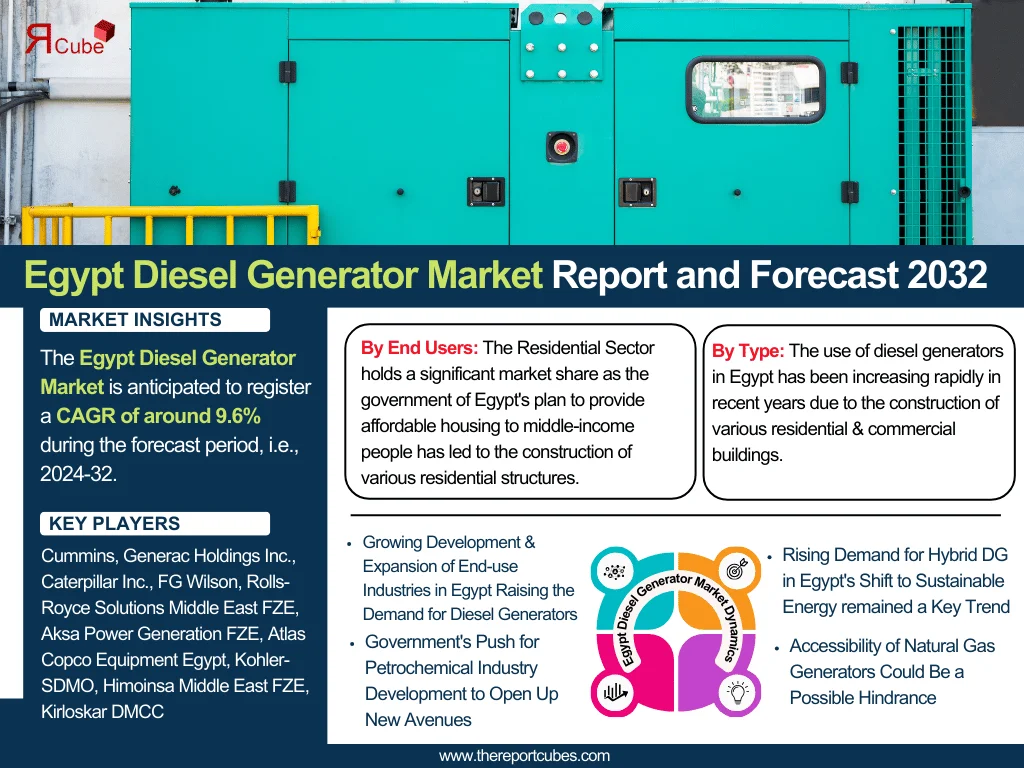 ЯCube
Egypt Diesel Generator Market Report and Forecast 2032
MARKET INSIGHTS
The Egypt Diesel Generator
Market is anticipated to register
a CAGR of around 9.6%
during the forecast period, i.e.,
2024-32.
KEY PLAYERS
Cummins, Generac Holdings Inc.,
Caterpillar Inc., FG Wilson, Rolls-
Royce Solutions Middle East FZE,
Aksa Power Generation FZE, Atlas
Copco Equipment Egypt, Kohler-
SDMO, Himoinsa Middle East FZE,
Kirloskar DMCC
By End Users: The Residential Sector
holds a significant market share as the
government of Egypt's plan to provide
affordable housing to middle-income
people has led to the construction of
various residential structures.
By Type: The use of diesel generators
in Egypt has been increasing rapidly in
recent years due to the construction of
various residential & commercial
buildings.
• Growing Development &
Expansion of End-use
Industries in Egypt Raising the
Demand for Diesel Generators
• Government's Push for
Petrochemical Industry
Development to Open Up
New Avenues
Egypt Diesel Generator Market Dynamics
• Rising Demand for Hybrid DG
in Egypt's Shift to Sustainable
Energy remained a Key Trend
• Accessibility of Natural Gas
Generators Could Be a
Possible Hindrance
www.thereportcubes.com